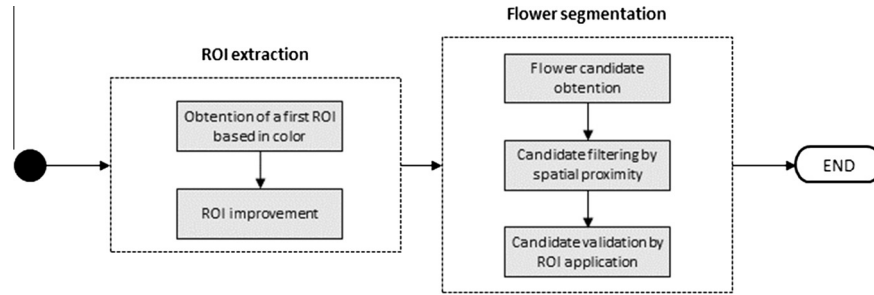 ROI extraction
Obtention of a first ROI
based in color
ROI improvement
Flower segmentation
Flower candidate
obtention
Candidate filtering by
spatial proximity
Candidate validation by
ROI application
END